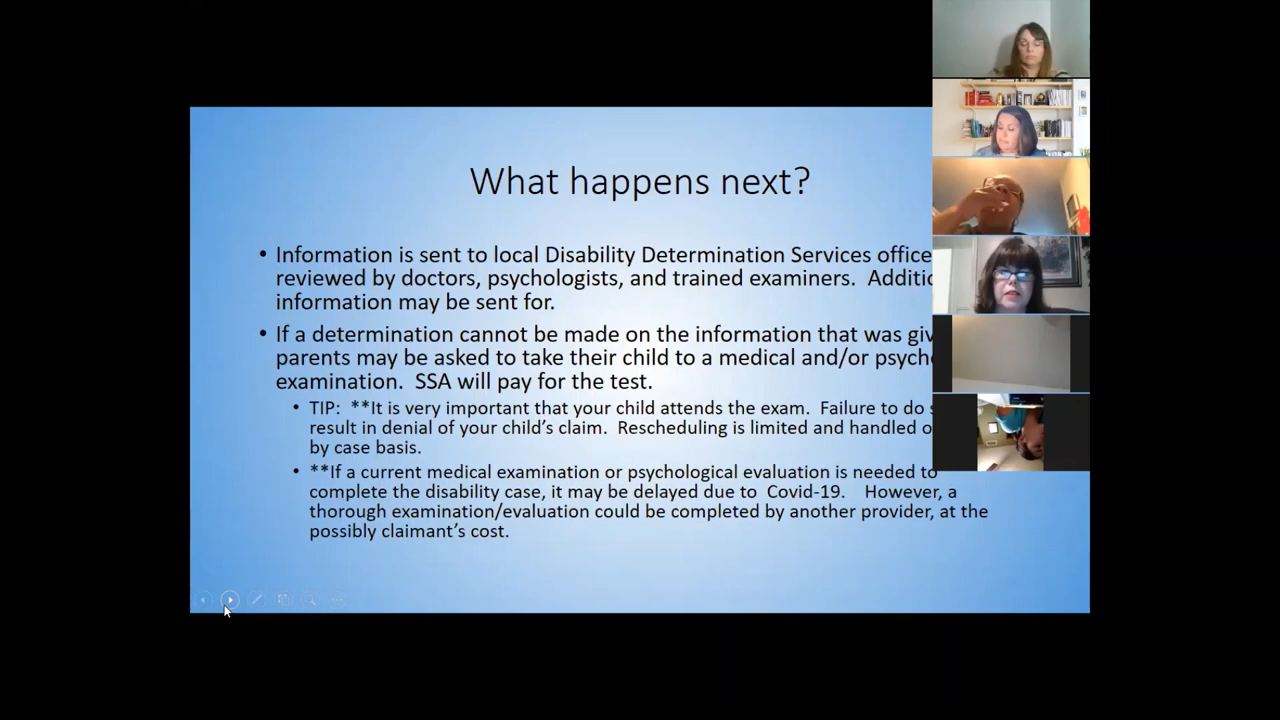 What happens next?
• Information is sent to local Disability Determination Services office
reviewed by doctors, psychologists, and trained examiners.  Additic
information may be sent for.
• If a determination cannot be made on the information that was giv
parents may be asked to take their child to a medical and/or psych
examination.  SSA will pay for the test.
• TIP:  **It is very important that your child attends the exam.  Failure to do s
result in denial of your child's claim.  Rescheduling is limited and handled o
by case basis.
• **If a current medical examination or psychological evaluation is needed to
complete the disability case, it may be delayed due to  Covid-19.   However, a
thorough examination/evaluation could be completed by another provider, at the
possibly claimant's cost.